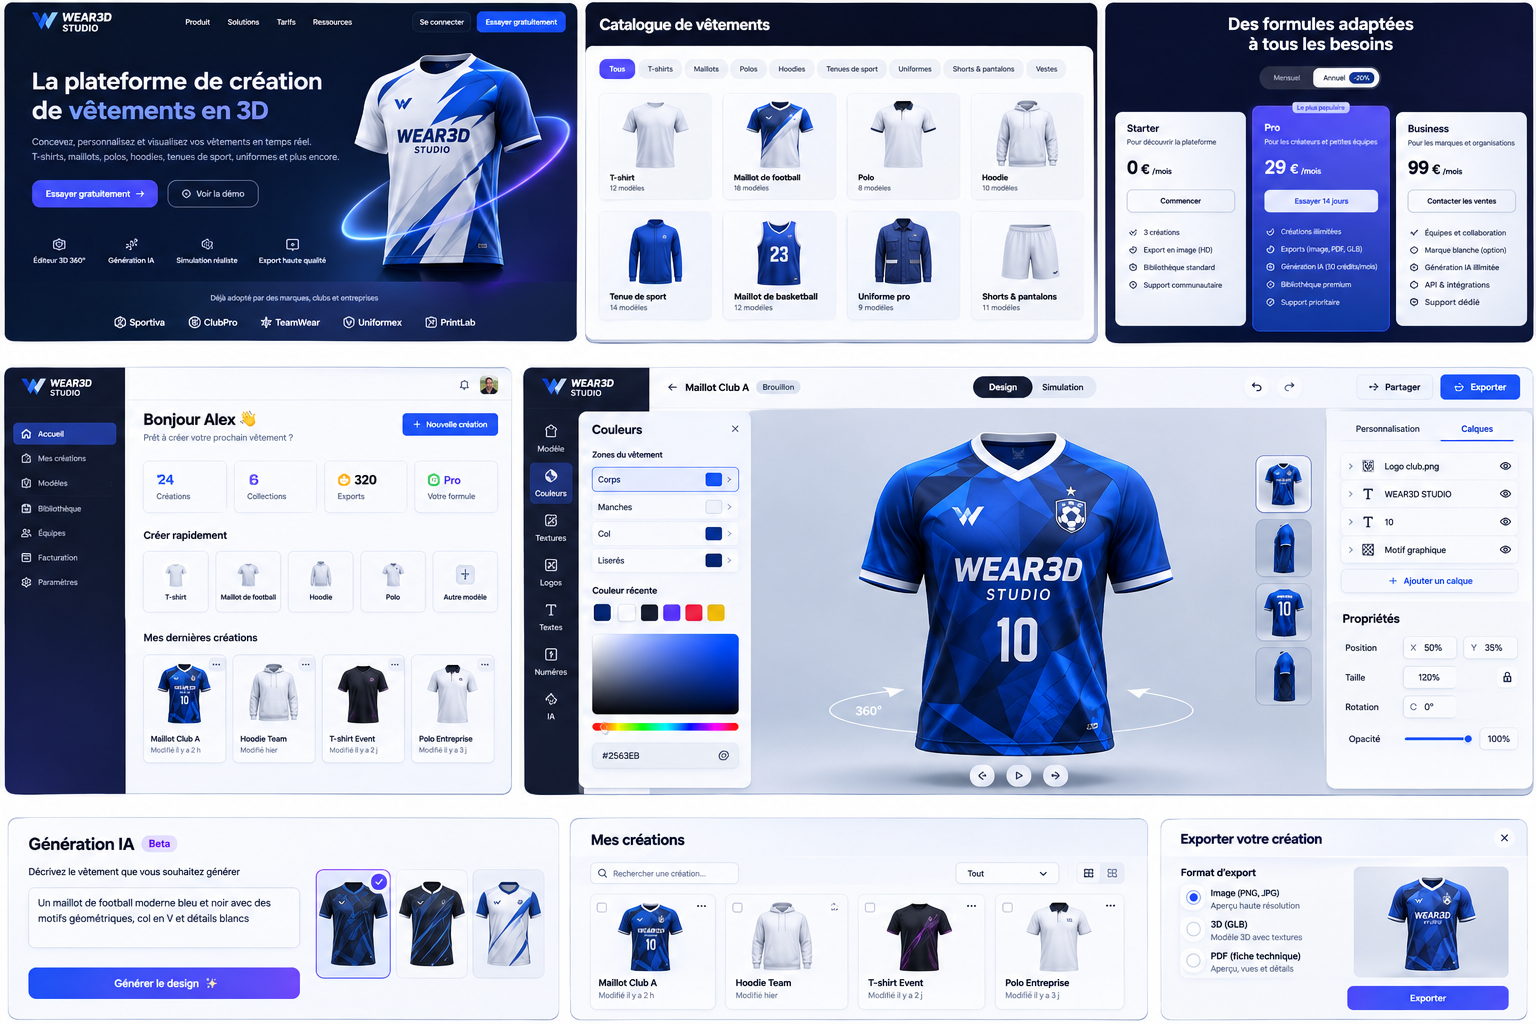 WEAR3D
STUDIO
Produit
Solutions
Tarifs
Ressources
Se connecter
Essayer gratuitement
La plateforme de création
de vêtements en 3D
Concevez, personnalisez et visualisez vos vêtements en temps réel.
T-shirts, maillots, polos, hoodies, tenues de sport, uniformes et plus encore.
Essayer gratuitement →
Voir la démo
WEAR3D
STUDIO
Éditeur 3D 360°
Génération IA
Simulation réaliste
Export haute qualité
Déjà adopté par des marques, clubs et entreprises
Sportiva
ClubPro
TeamWear
Uniformex
PrintLab
Catalogue de vêtements
Tous
T-shirts
Maillots
Polos
Hoodies
Tenues de sport
Uniformes
Shorts & pantalons
Vestes
T-shirt
12 modèles
Maillot de football
18 modèles
Polo
8 modèles
Hoodie
10 modèles
23
Tenue de sport
14 modèles
Maillot de basketball
12 modèles
Uniforme pro
9 modèles
Shorts & pantalons
11 modèles
Des formules adaptées
à tous les besoins
Mensuel
Annuel
-20%
Starter
Pour découvrir la plateforme
0 € /mois
Commencer
3 créations
Export en image (HD)
Bibliothèque standard
Support communautaire
Le plus populaire
Pro
Pour les créateurs et petites équipes
29 € /mois
Essayer 14 jours
Créations illimitées
Exports (image, PDF, GLB)
Génération IA (10 crédits/mois)
Bibliothèque premium
Support prioritaire
Business
Pour les marques et organisations
99 € /mois
Contacter les ventes
Équipes et collaboration
Marque blanche (option)
Génération IA illimitée
API & intégrations
Support dédié
WEAR3D
STUDIO
Accueil
Mes créations
Modèles
Bibliothèque
Équipes
Facturation
Paramètres
Bonjour Alex 👋
Prêt à créer votre prochain vêtement ?
+ Nouvelle création
24
Créations
6
Collections
320
Exports
Pro
Votre formule
Créer rapidement
T-shirt
Maillot de football
Hoodie
Polo
Autre modèle
Mes dernières créations
10
Maillot Club A
Modifié il y a 2 h
Hoodie Team
Modifié hier
T-shirt Event
Modifié il y a 2 j
Polo Entreprise
Modifié il y a 3 j
WEAR3D
STUDIO
← Maillot Club A
Brouillon
Design
Simulation
Partager
Exporter
Modèle
Couleurs
Textures
Logos
Textes
Numéros
IA
Couleurs
Zones du vêtement
Corps
Manches
Col
Liserés
Couleur récente
#2563EB
WEAR3D
STUDIO
10
360°
10
Personnalisation
Calques
Logo club.png
WEAR3D STUDIO
10
Motif graphique
+ Ajouter un calque
Propriétés
Position
X 50%
Y 35%
Taille
120%
Rotation
0°
Opacité
100%
Génération IA
Beta
Décrivez le vêtement que vous souhaitez générer
Un maillot de football moderne bleu et noir avec des
motifs géométriques, col en V et détails blancs
Générer le design
Mes créations
Rechercher une création...
Tout
10
Maillot Club A
Modifié il y a 2 h
Hoodie Team
Modifié hier
T-shirt Event
Modifié il y a 2 j
Polo Entreprise
Modifié il y a 3 j
Exporter votre création
Format d'export
Image (PNG, JPG)
Aperçu haute résolution
3D (GLB)
Modèle 3D avec textures
PDF (fiche technique)
Aperçu, vues et détails
WEAR3D
Exporter